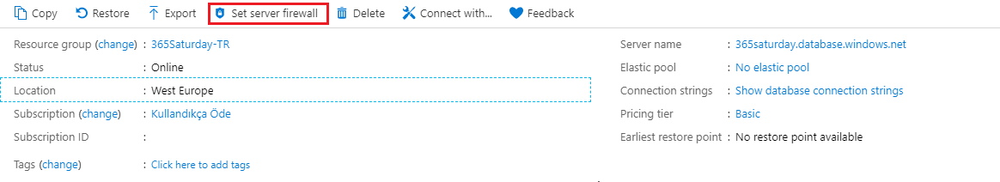 Copy Restore Export Set server firewall Delete Connect with... Feedback
Resource group (change) : 365Saturday-TR
Status : Online
Location : West Europe
Subscription (change) : Kullandıkça Öde
Subscription ID :
Tags (change) : Click here to add tags
Server name : 365saturday.database.windows.net
Elastic pool : No elastic pool
Connection strings : Show database connection strings
Pricing tier : Basic
Earliest restore point : No restore point available